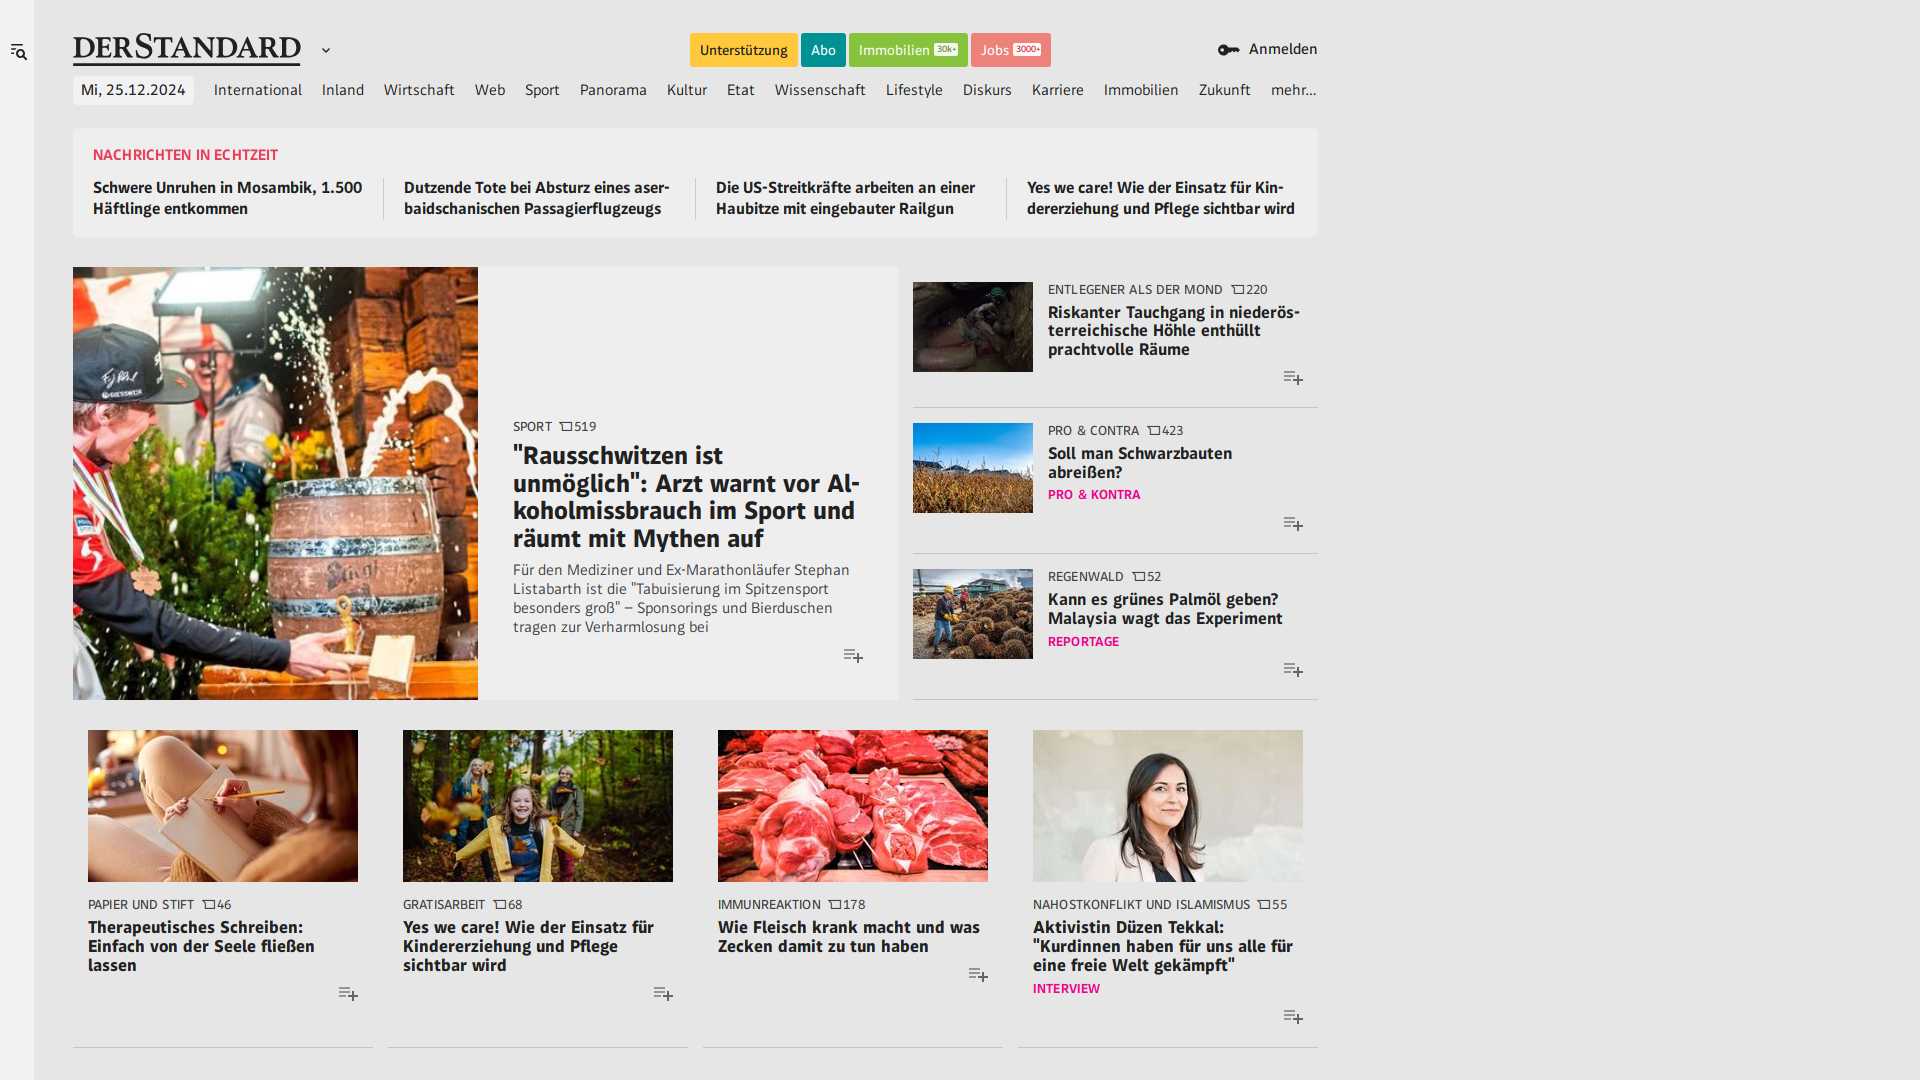 DERSTANDARD
Unterstützung
Abo
Immobilien 30k+
Jobs 3000+
Anmelden
Mi, 25.12.2024
International
Inland
Wirtschaft
Web
Sport
Panorama
Kultur
Etat
Wissenschaft
Lifestyle
Diskurs
Karriere
Immobilien
Zukunft
mehr...
NACHRICHTEN IN ECHTZEIT
Schwere Unruhen in Mosambik, 1.500
Häftlinge entkommen
Dutzende Tote bei Absturz eines aser-
baidschanischen Passagierflugzeugs
Die US-Streitkräfte arbeiten an einer
Haubitze mit eingebauter Railgun
Yes we care! Wie der Einsatz für Kin-
dererziehung und Pflege sichtbar wird
SPORT 519
"Rausschwitzen ist
unmöglich": Arzt warnt vor Al-
koholmissbrauch im Sport und
räumt mit Mythen auf
Für den Mediziner und Ex-Marathonläufer Stephan
Listabarth ist die "Tabuisierung im Spitzensport
besonders groß" – Sponsorings und Bierduschen
tragen zur Verharmlosung bei
ENTLEGENER ALS DER MOND 220
Riskanter Tauchgang in niederös-
terreichische Höhle enthüllt
prachtvolle Räume
PRO & CONTRA 423
Soll man Schwarzbauten
abreißen?
PRO & KONTRA
REGENWALD 52
Kann es grünes Palmöl geben?
Malaysia wagt das Experiment
REPORTAGE
PAPIER UND STIFT 46
Therapeutisches Schreiben:
Einfach von der Seele fließen
lassen
GRATISARBEIT 68
Yes we care! Wie der Einsatz für
Kindererziehung und Pflege
sichtbar wird
IMMUNREAKTION 178
Wie Fleisch krank macht und was
Zecken damit zu tun haben
NAHOSTKONFLIKT UND ISLAMISMUS 55
Aktivistin Düzen Tekkal:
"Kurdinnen haben für uns alle für
eine freie Welt gekämpft"
INTERVIEW